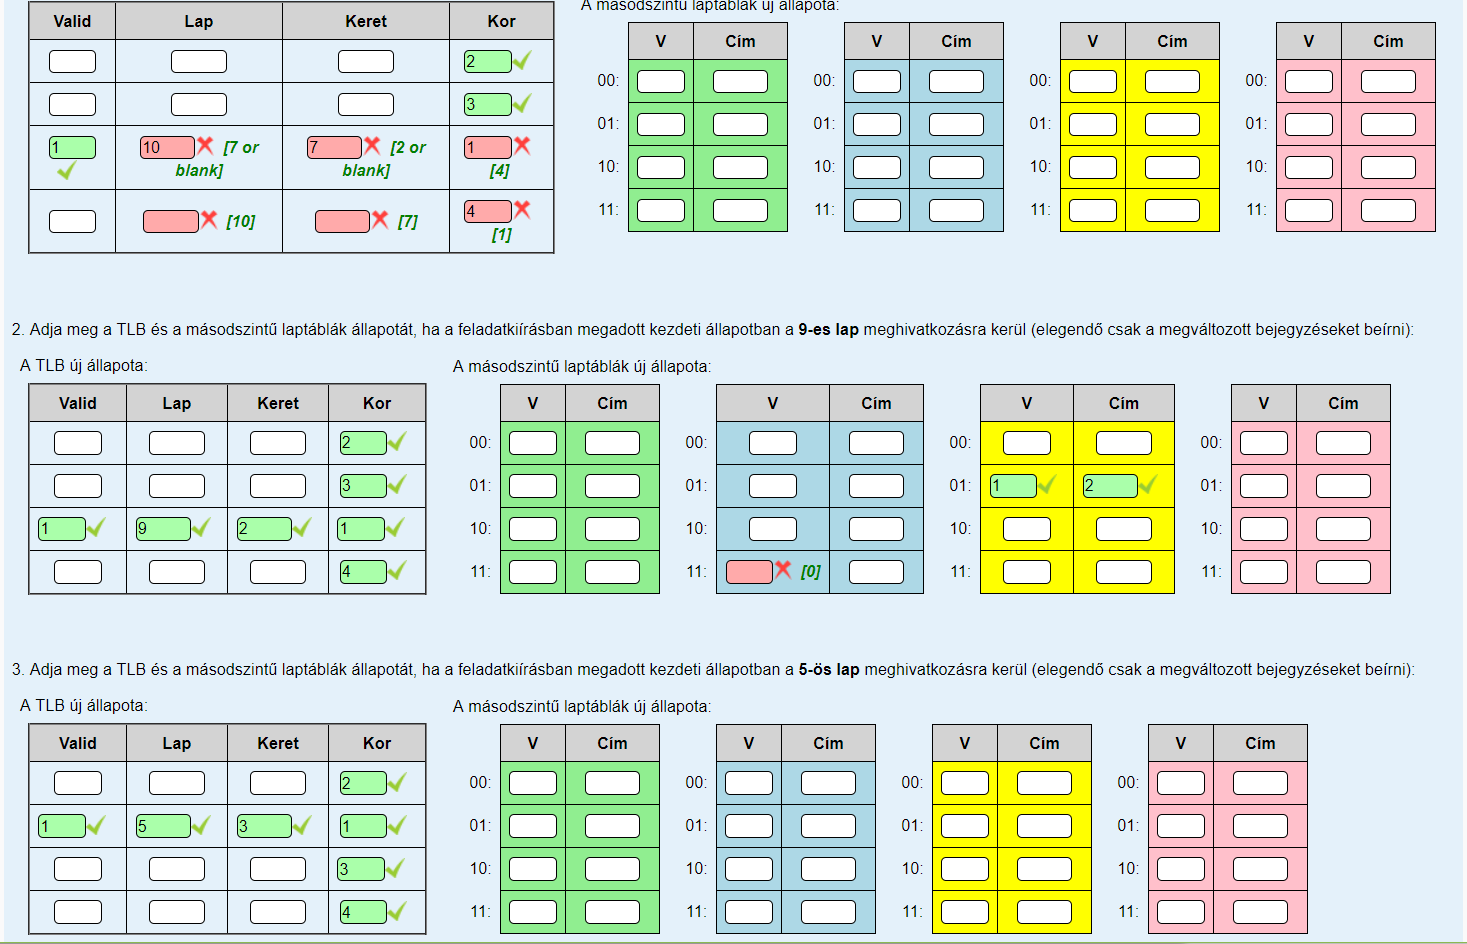 A másodszintű laptáblák új állapota:
Valid Lap Keret Kor
2
3
1 10 [7 or blank] 7 [2 or blank] 1 [4]
[10] [7] 4 [1]
V Cím V Cím V Cím V Cím
00: 00: 00: 00:
01: 01: 01: 01:
10: 10: 10: 10:
11: 11: 11: 11:
2. Adja meg a TLB és a másodszintű laptáblák állapotát, ha a feladatkiírásban megadott kezdeti állapotban a 9-es lap meghivatkozásra kerül (elegendő csak a megváltozott bejegyzéseket beírni):
A TLB új állapota:
Valid Lap Keret Kor
2
3
1 9 2 1
4
A másodszintű laptáblák új állapota:
V Cím V Cím V Cím V Cím
00: 00: 00: 00:
01: 01: 01: 1 2 01:
10: 10: 10: 10:
11: 11: [0] 11: 11:
3. Adja meg a TLB és a másodszintű laptáblák állapotát, ha a feladatkiírásban megadott kezdeti állapotban a 5-ös lap meghivatkozásra kerül (elegendő csak a megváltozott bejegyzéseket beírni):
A TLB új állapota:
Valid Lap Keret Kor
2
1 5 3 1
3
4
A másodszintű laptáblák új állapota:
V Cím V Cím V Cím V Cím
00: 00: 00: 00:
01: 01: 01: 01:
10: 10: 10: 10:
11: 11: 11: 11: